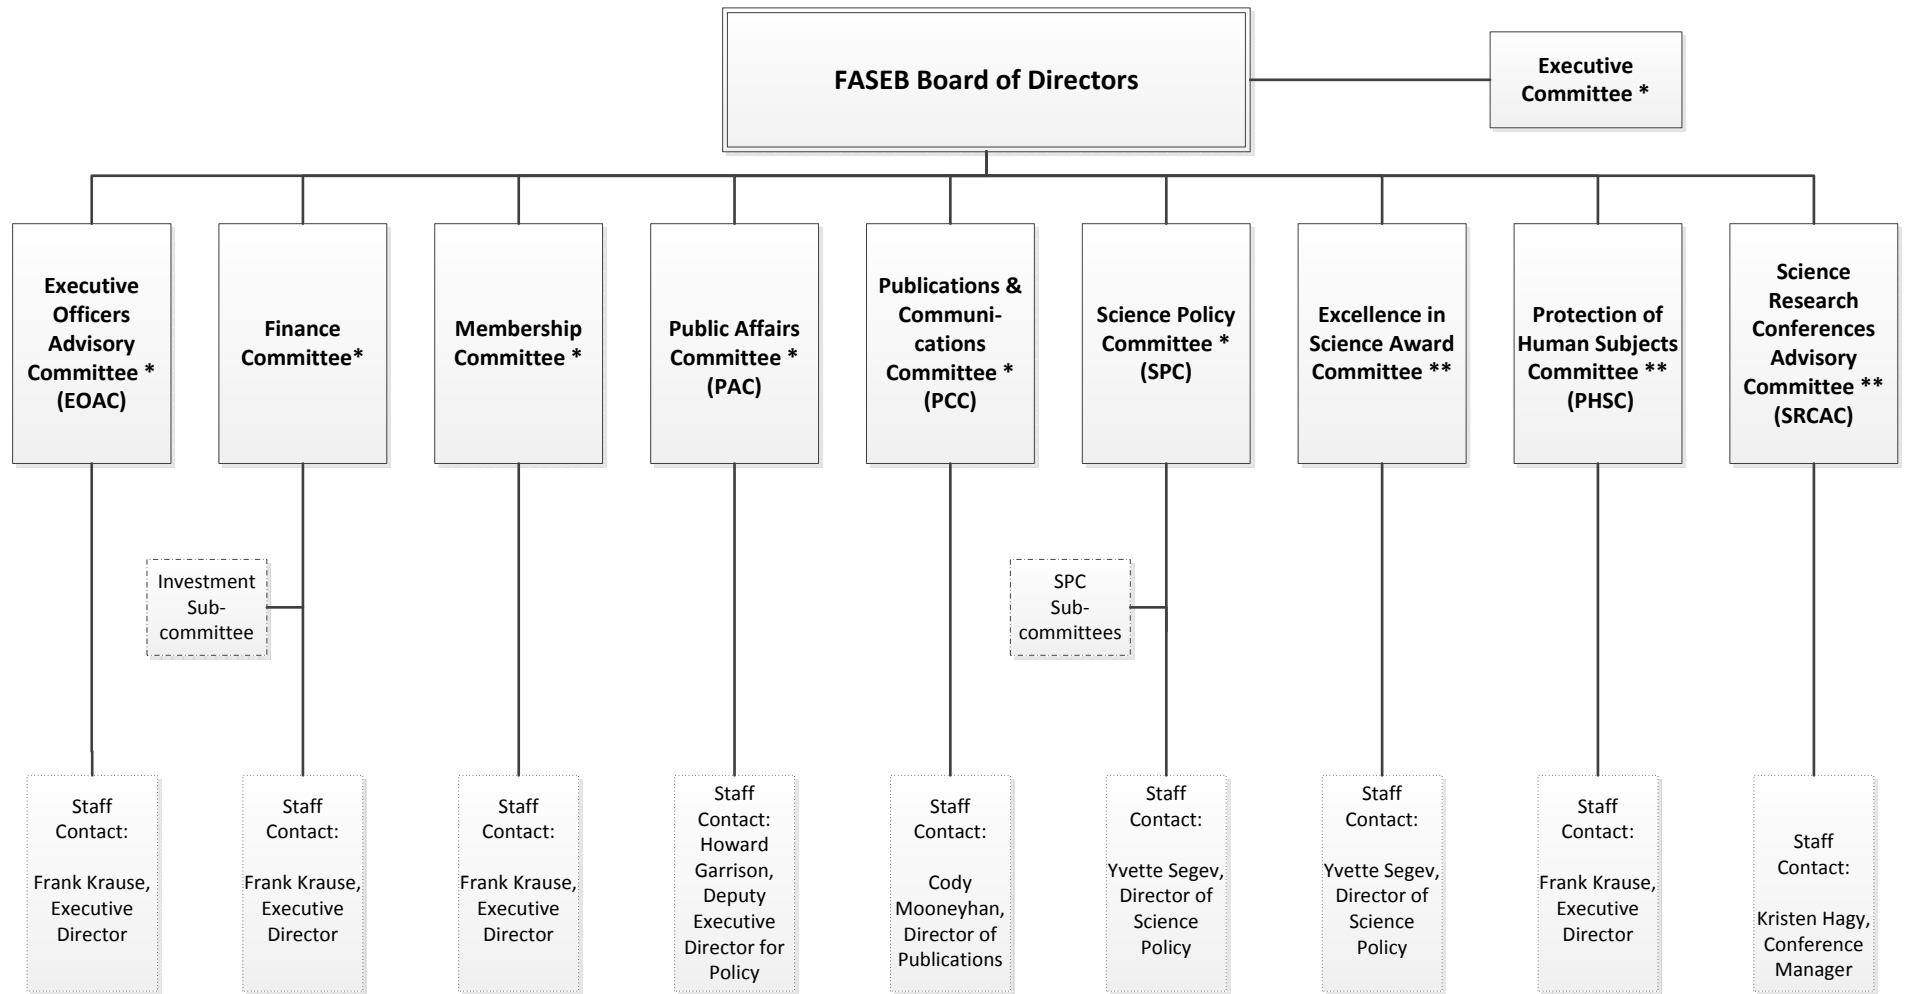 FASEB Board of Directors
Executive
Committee *
Executive
Officers
Advisory
Committee *
(EOAC)
Finance
Committee*
Membership
Committee *
Public Affairs
Committee *
(PAC)
Publications &
Communi-
cations
Committee *
(PCC)
Science Policy
Committee *
(SPC)
Excellence in
Science Award
Committee **
Protection of
Human Subjects
Committee **
(PHSC)
Science
Research
Conferences
Advisory
Committee **
(SRCAC)
Investment
Sub-
committee
SPC
Sub-
committees
Staff
Contact:
Frank Krause,
Executive
Director
Staff
Contact:
Frank Krause,
Executive
Director
Staff
Contact:
Frank Krause,
Executive
Director
Staff
Contact:
Howard
Garrison,
Deputy
Executive
Director for
Policy
Staff
Contact:
Cody
Mooneyhan,
Director of
Publications
Staff
Contact:
Yvette Segev,
Director of
Science
Policy
Staff
Contact:
Yvette Segev,
Director of
Science
Policy
Staff
Contact:
Frank Krause,
Executive
Director
Staff
Contact:
Kristen Hagy,
Conference
Manager